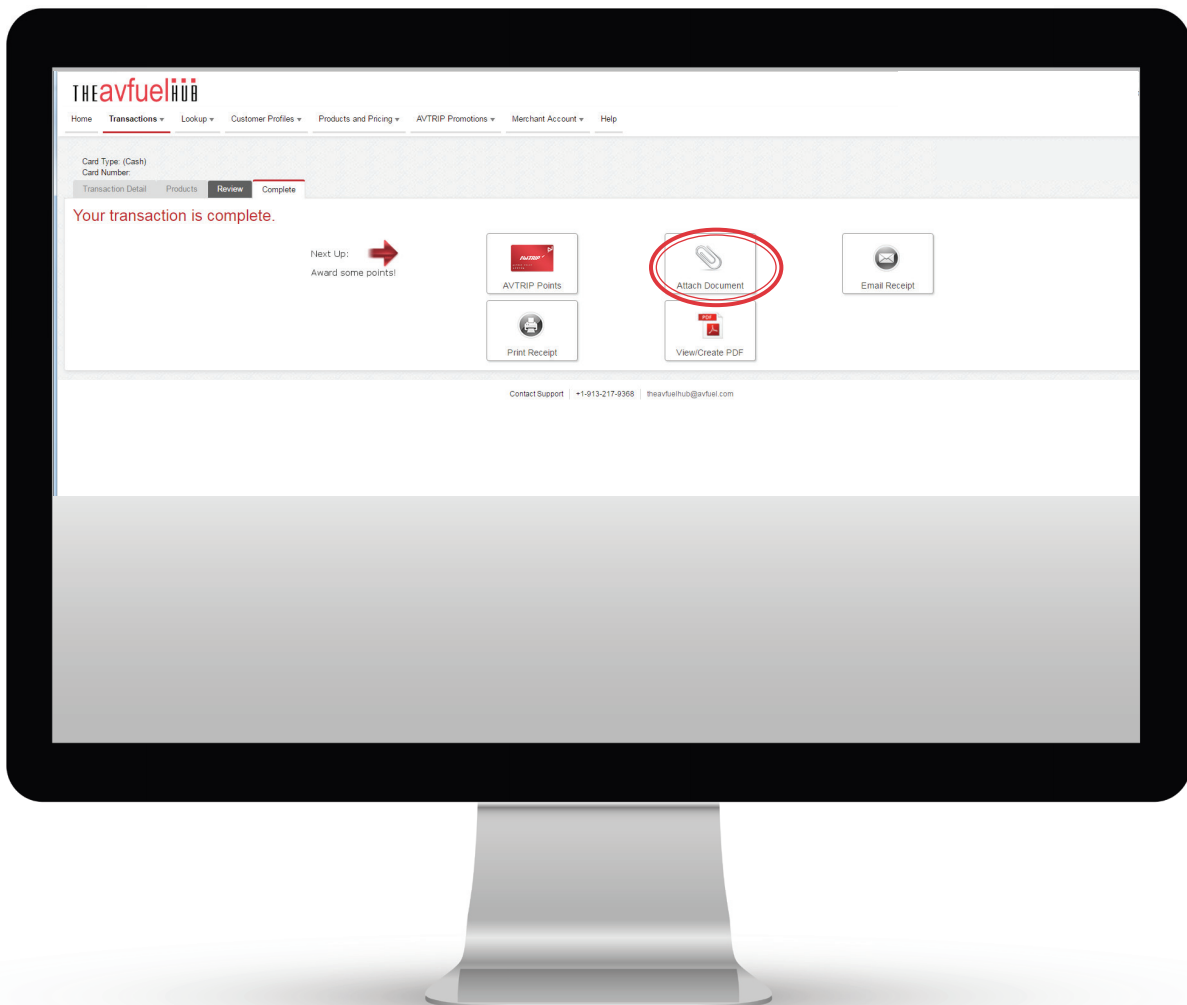 THEavfuelHUB
Home Transactions Lookup Customer Profiles Products and Pricing AVTRIP Promotions Merchant Account Help
Card Type: (Cash)
Card Number:
Transaction Detail Products Review Complete
Your transaction is complete.
Next Up:
Award some points!
AVTRIP
AVTRIP Points
Attach Document
Email Receipt
Print Receipt
PDF
View/Create PDF
Contact Support +1-913-217-9368 theavfuelhub@avfuel.com